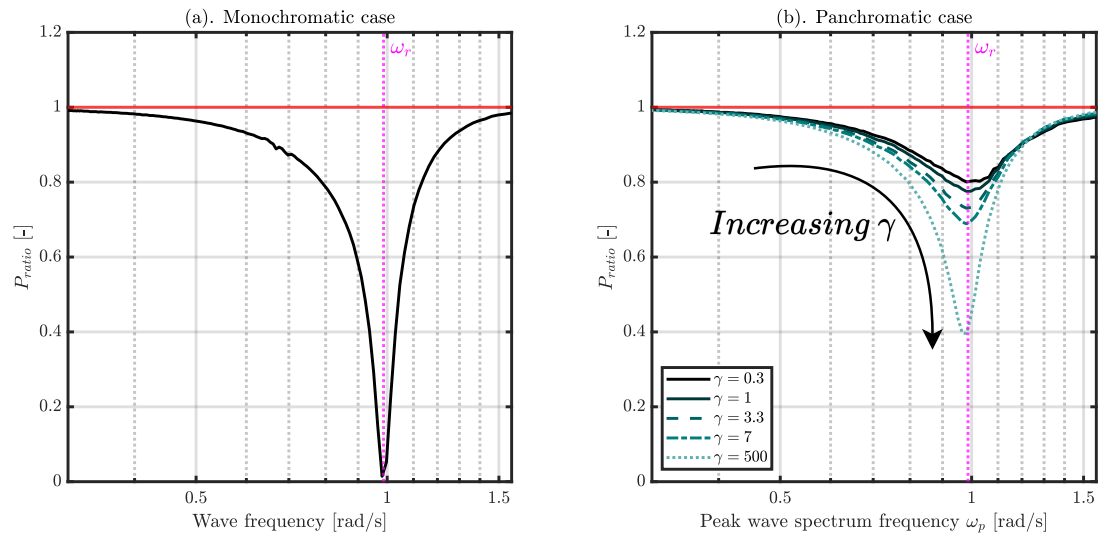 (a). Monochromatic case
1.2
1
0.8
0.6
0.4
0.2
0
P_ratio [-]
ω_r
0.5
1
1.5
Wave frequency [rad/s]
(b). Panchromatic case
1.2
1
0.8
0.6
0.4
0.2
0
P_ratio [-]
ω_r
Increasing γ
γ = 0.3
γ = 1
γ = 3.3
γ = 7
γ = 500
0.5
1
1.5
Peak wave spectrum frequency ω_p [rad/s]